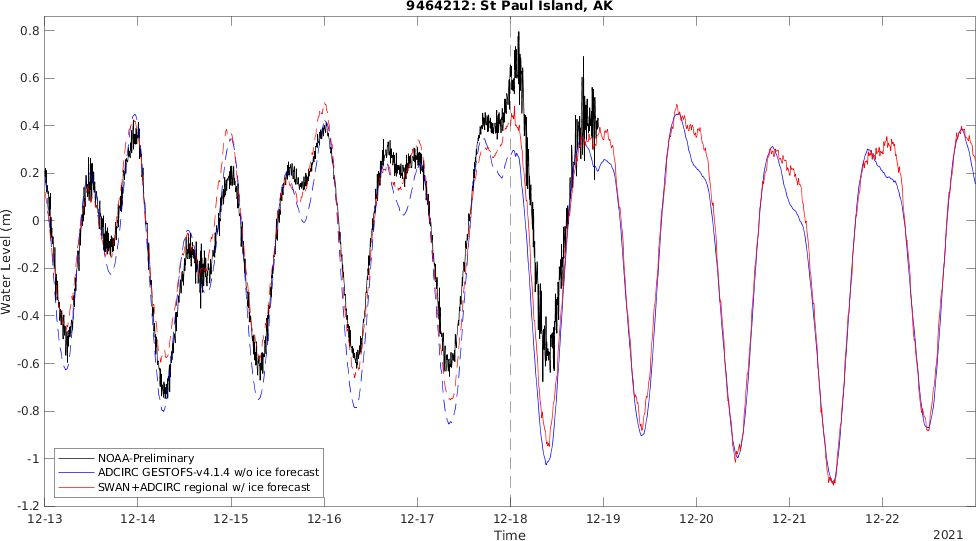 9464212: St Paul Island, AK
0.8
0.6
0.4
0.2
0
-0.2
-0.4
-0.6
-0.8
-1
-1.2
Water Level (m)
NOAA-Preliminary
ADCIRC GESTOFS-v4.1.4 w/o ice forecast
SWAN+ADCIRC regional w/ ice forecast
12-13 12-14 12-15 12-16 12-17 12-18 12-19 12-20 12-21 12-22
Time
2021